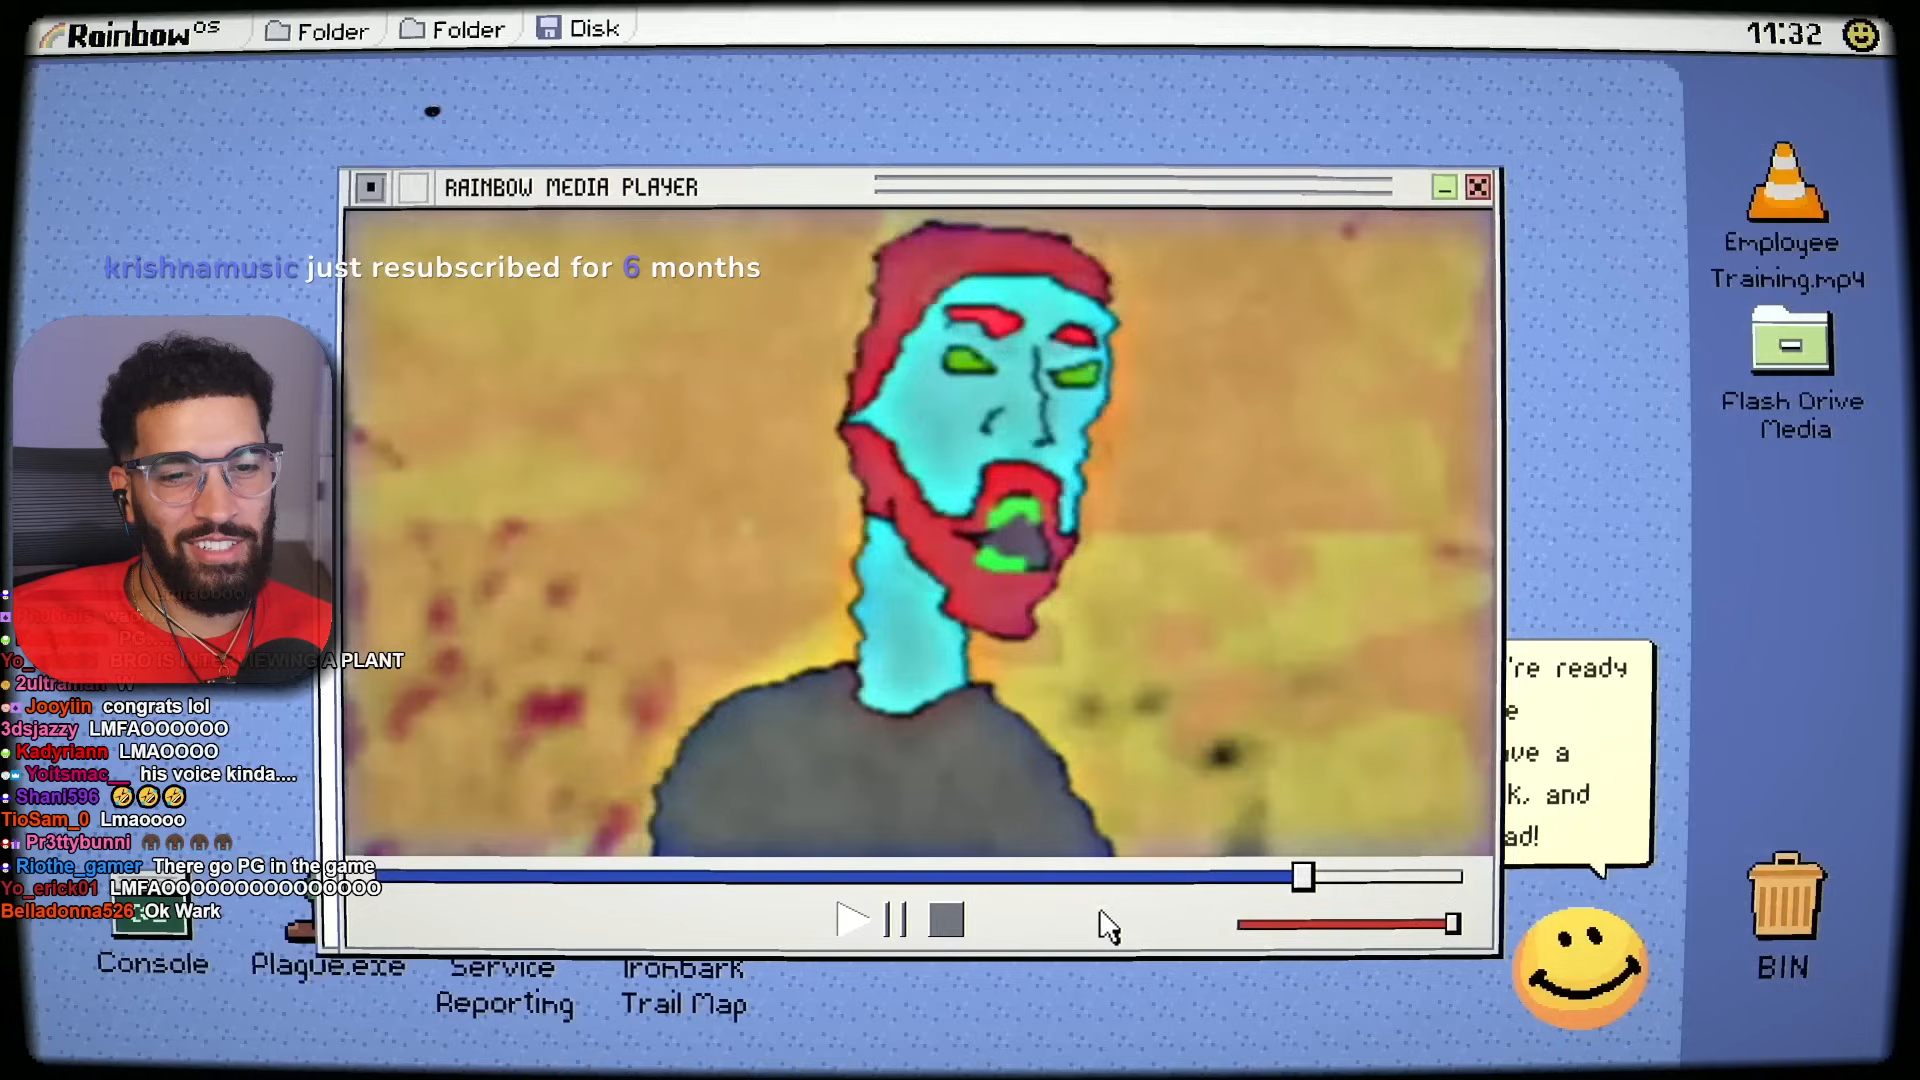 Rainbow OS
Folder
Folder
Disk
11:32
RAINBOW MEDIA PLAYER
krishnamusic just resubscribed for 6 months
Employee
Training.mp4
Flash Drive
Media
're ready
e
ve a
k, and
ad!
BRO IS INTERVIEWING A PLANT
2ultraman W
Jooyiin congrats lol
3dsjazzy LMFAOOOOOO
Kadyriann LMAOOOO
Yoitsmac__ his voice kinda....
Shani596
TioSam_0 Lmaoooo
Pr3ttybunni
Riothe_gamer There go PG in the game
Yo_erick01 LMFAOOOOOOOOOOOOOOO
Belladonna526 Ok Wark
Console
Plague.exe
Service
Reporting
Ironbark
Trail Map
BIN